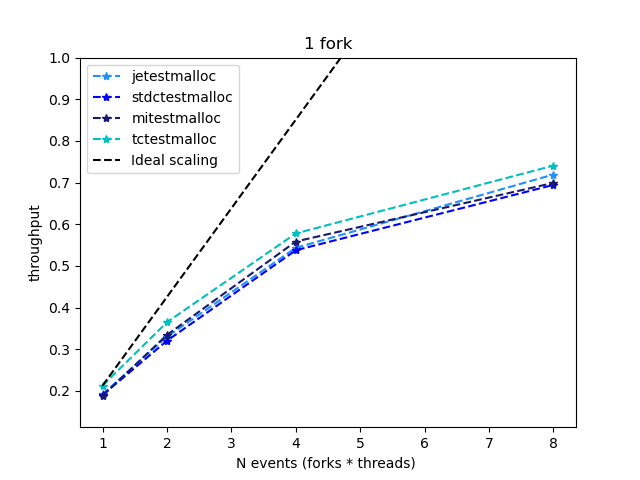 1 fork
1.0
0.9
0.8
0.7
0.6
0.5
0.4
0.3
0.2
throughput
jetestmalloc
stdctestmalloc
mitestmalloc
tctestmalloc
Ideal scaling
1 2 3 4 5 6 7 8
N events (forks * threads)